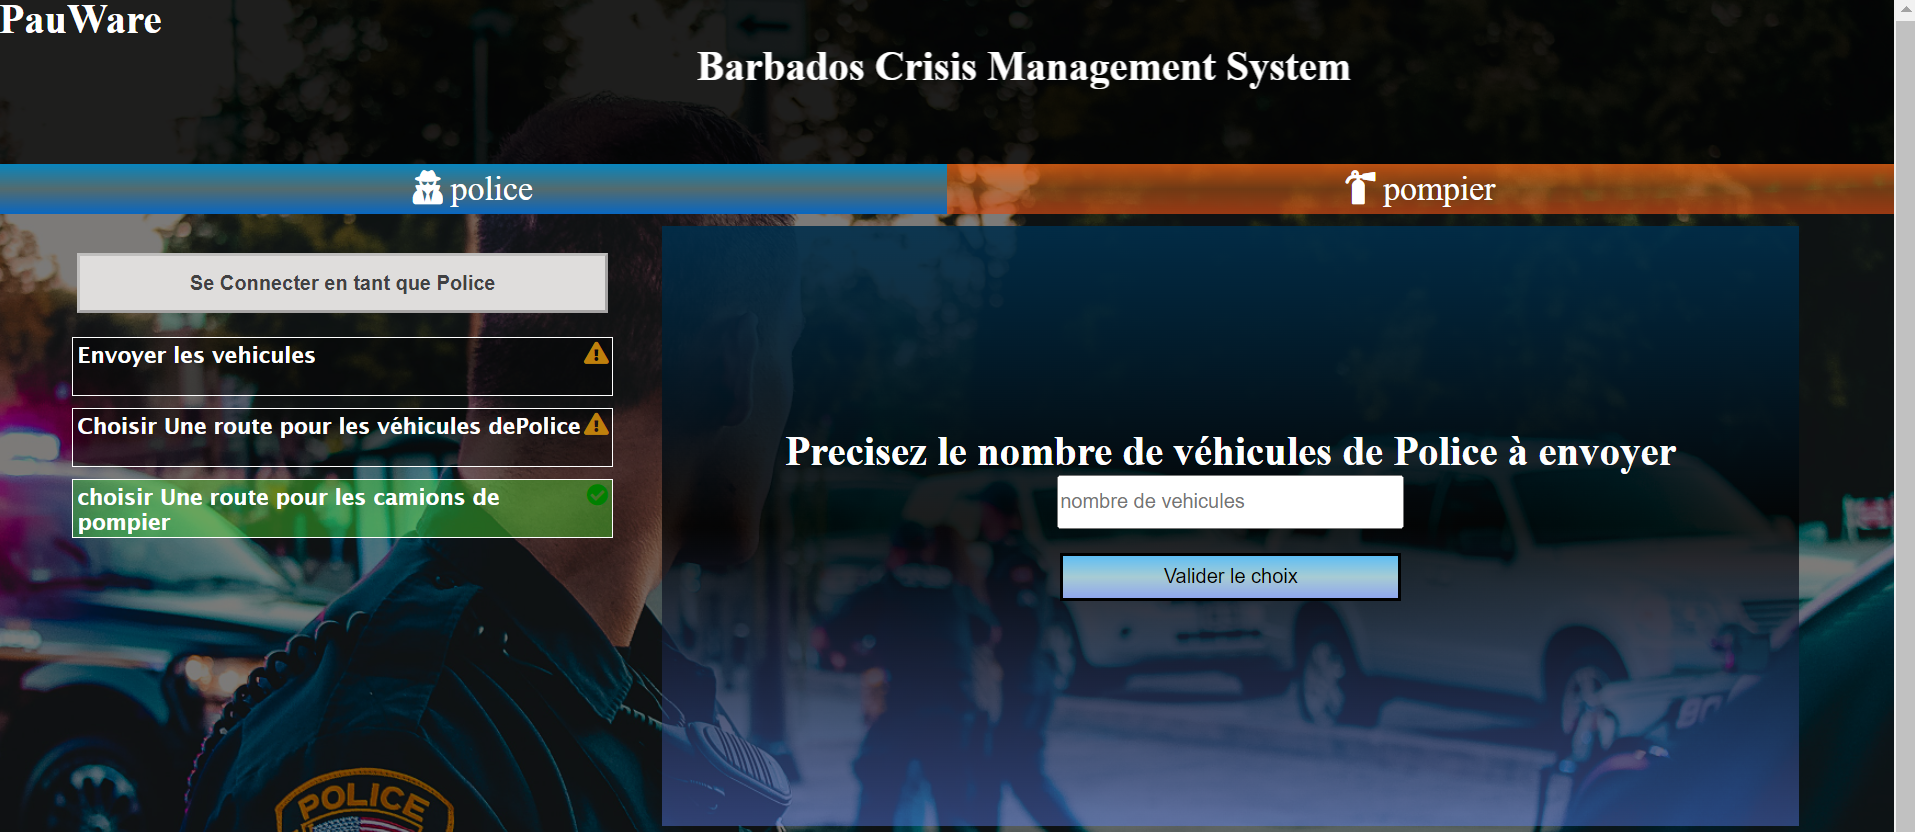 PauWare
Barbados Crisis Management System
police
pompier
Se Connecter en tant que Police
Envoyer les vehicules
Choisir Une route pour les véhicules dePolice
choisir Une route pour les camions de
pompier
Precisez le nombre de véhicules de Police à envoyer
nombre de vehicules
Valider le choix
POLICE